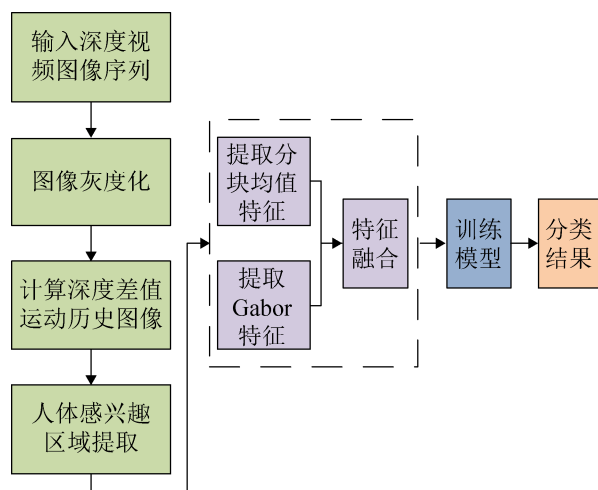 输入深度视
频图像序列
图像灰度化
计算深度差值
运动历史图像
人体感兴趣
区域提取
提取分
块均值
特征
提取
Gabor
特征
特征
融合
训练
模型
分类
结果